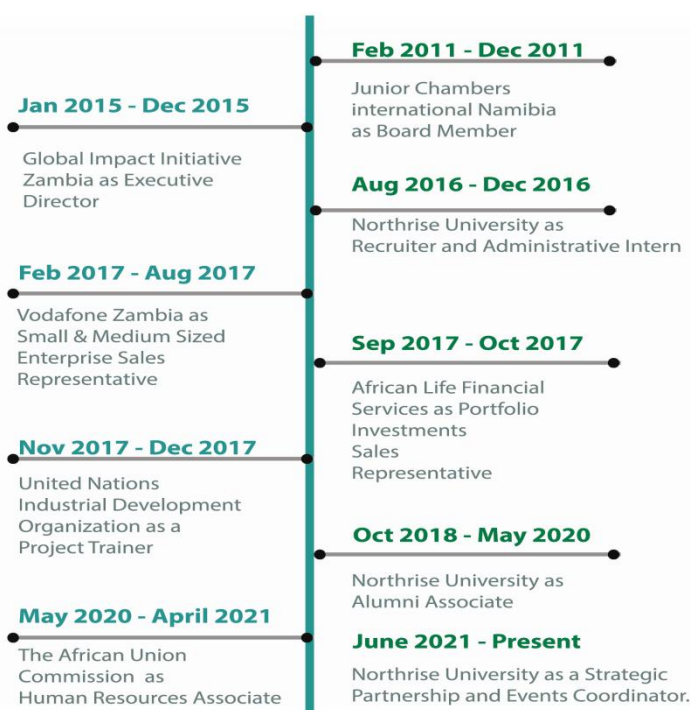 Feb 2011 - Dec 2011
Junior Chambers
international Namibia
as Board Member
Jan 2015 - Dec 2015
Global Impact Initiative
Zambia as Executive
Director
Aug 2016 - Dec 2016
Northrise University as
Recruiter and Administrative Intern
Feb 2017 - Aug 2017
Vodafone Zambia as
Small & Medium Sized
Enterprise Sales
Representative
Sep 2017 - Oct 2017
African Life Financial
Services as Portfolio
Investments
Sales
Representative
Nov 2017 - Dec 2017
United Nations
Industrial Development
Organization as a
Project Trainer
Oct 2018 - May 2020
Northrise University as
Alumni Associate
May 2020 - April 2021
The African Union
Commission as
Human Resources Associate
June 2021 - Present
Northrise University as a Strategic
Partnership and Events Coordinator.